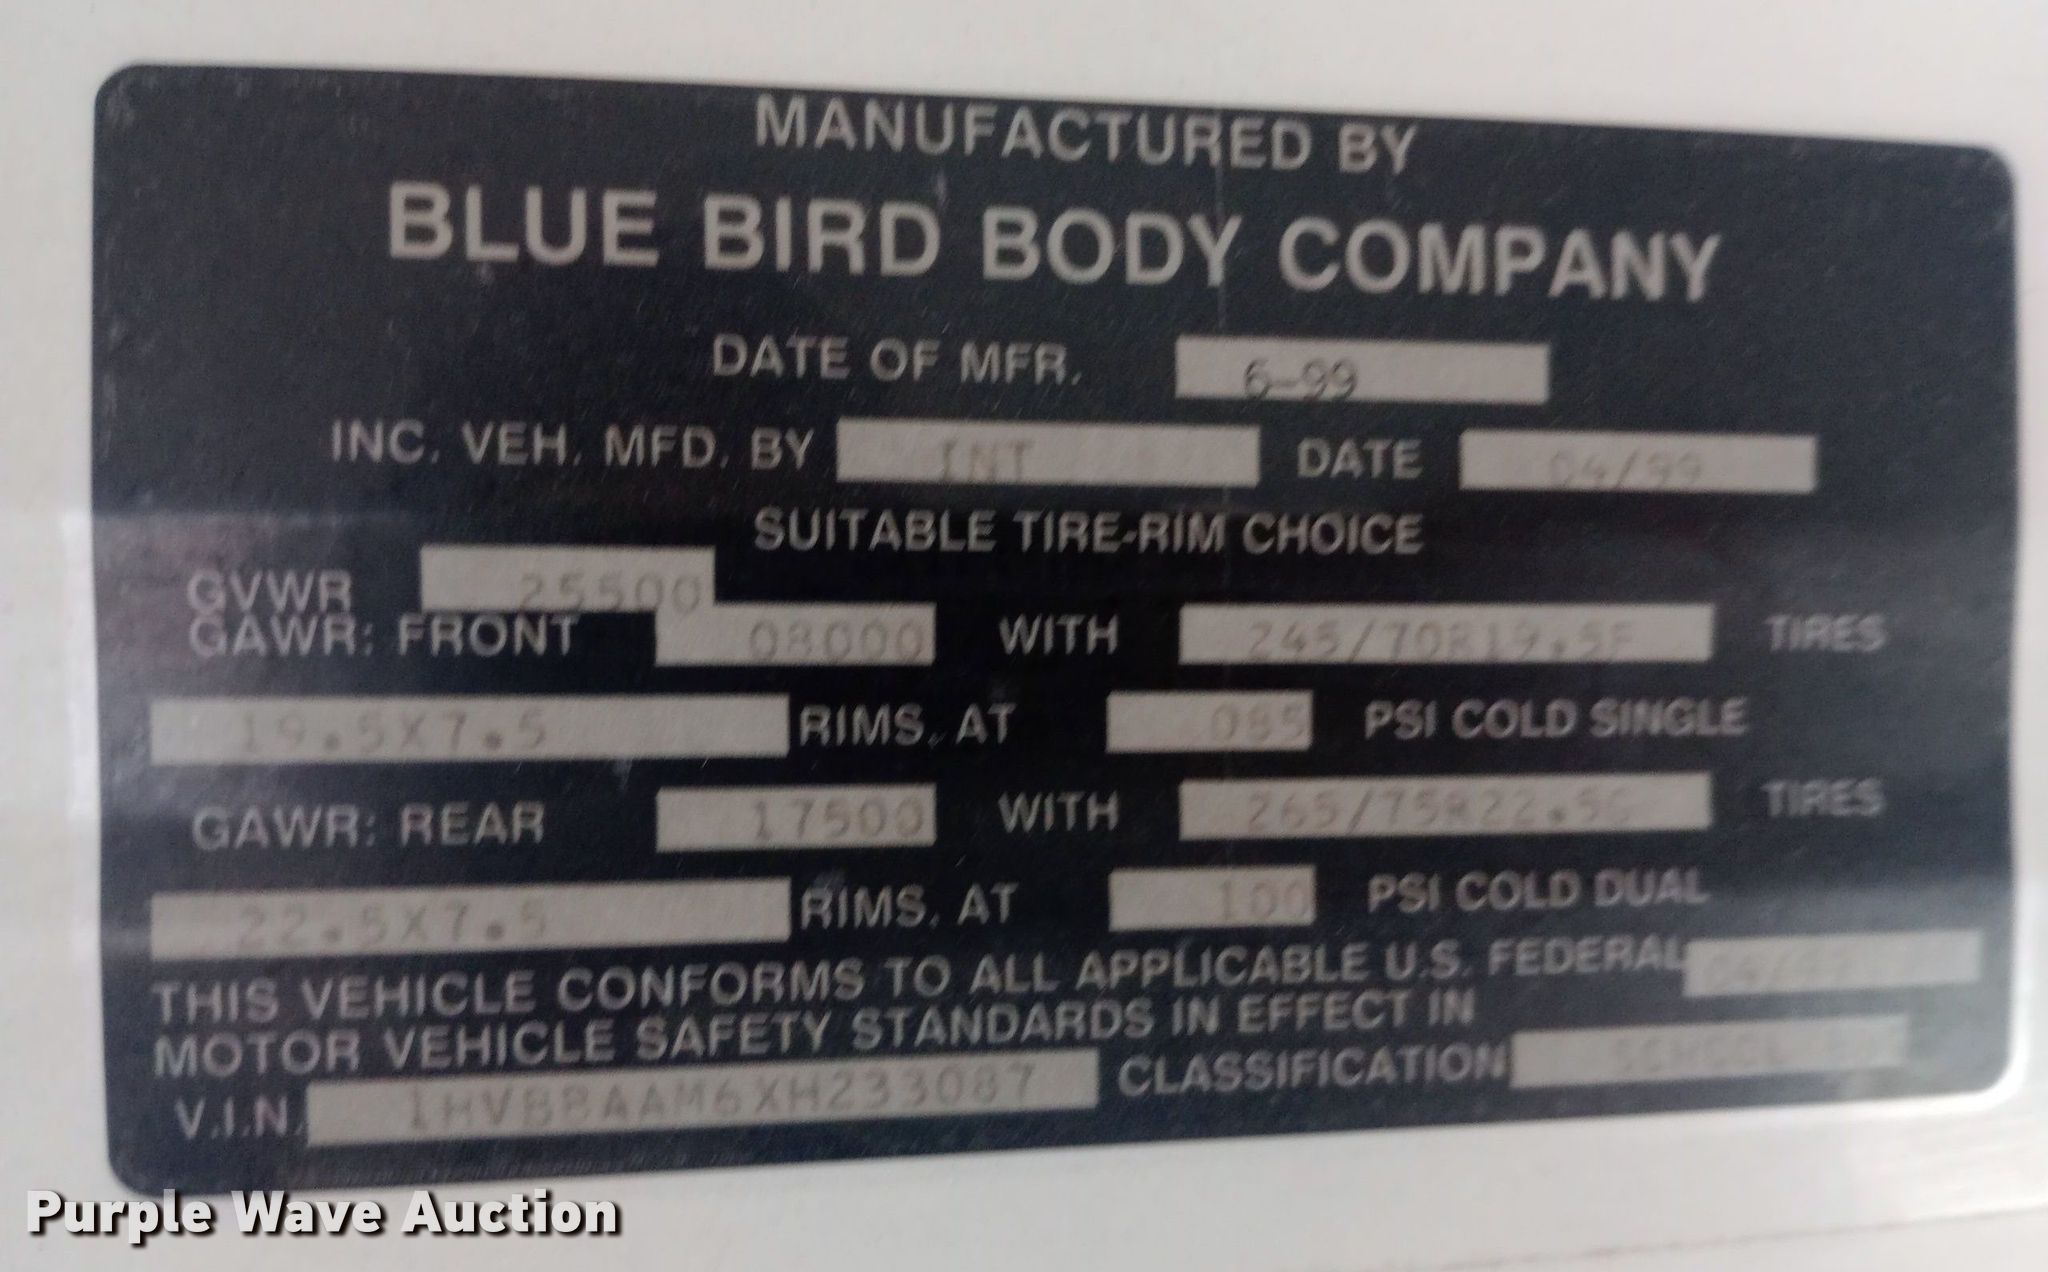 MANUFACTURED BY
BLUE BIRD BODY COMPANY
DATE OF MFR. 6-99
INC. VEH. MFD. BY INT DATE 04/99
SUITABLE TIRE-RIM CHOICE
GVWR 25500
GAWR: FRONT 08000 WITH 245/70R19.5F TIRES
19.5X7.5 RIMS, AT 085 PSI COLD SINGLE
GAWR: REAR 17500 WITH 265/75R22.5G TIRES
22.5X7.5 RIMS, AT 100 PSI COLD DUAL
THIS VEHICLE CONFORMS TO ALL APPLICABLE U.S. FEDERAL 04/99
MOTOR VEHICLE SAFETY STANDARDS IN EFFECT IN
V.I.N. 1HVBBAAM6XH233087 CLASSIFICATION SCHOOL
Purple Wave Auction